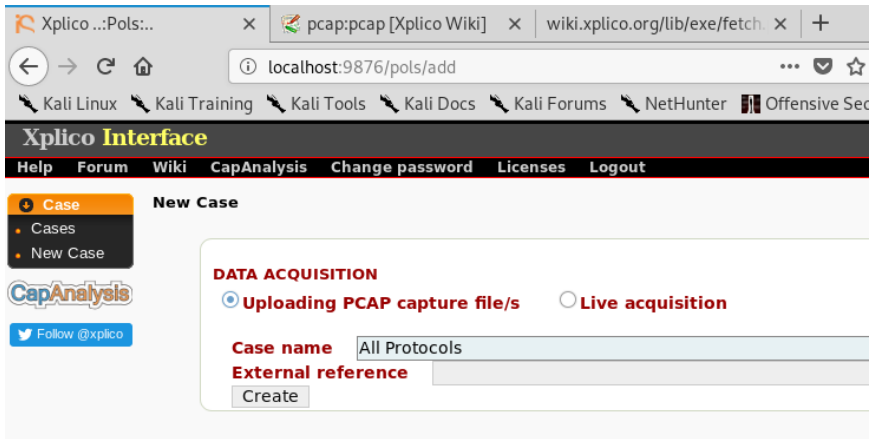 Xplico ..:Pols:..
pcap:pcap [Xplico Wiki]
wiki.xplico.org/lib/exe/fetch.
localhost:9876/pols/add
Kali Linux Kali Training Kali Tools Kali Docs Kali Forums NetHunter Offensive Sec
Xplico Interface
Help Forum Wiki CapAnalysis Change password Licenses Logout
Case
Cases
New Case
CapAnalysis
Follow @xplico
New Case
DATA ACQUISITION
Uploading PCAP capture file/s Live acquisition
Case name All Protocols
External reference
Create